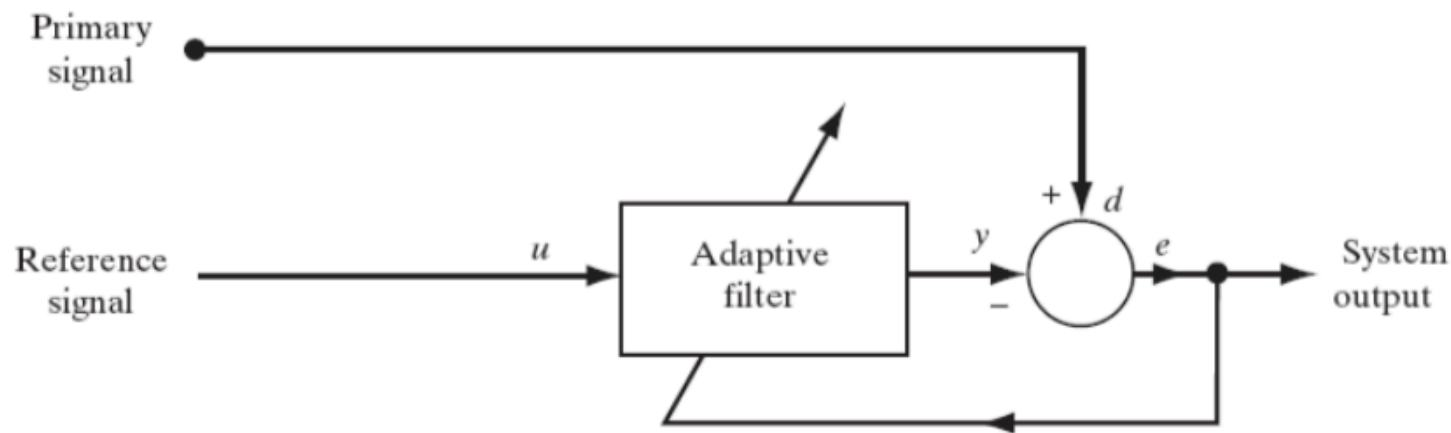 Primary
signal
+ d
Reference
signal
u
Adaptive
filter
y
−
e
System
output